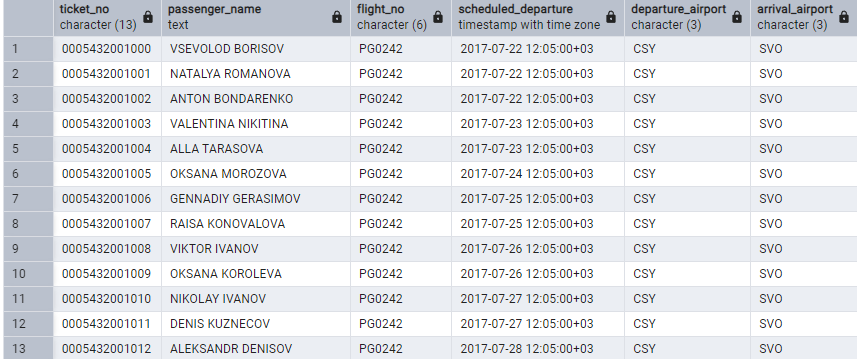 ticket_no passenger_name flight_no scheduled_departure departure_airport arrival_airport
character (13) text character (6) timestamp with time zone character (3) character (3)
1 0005432001000 VSEVOLOD BORISOV PG0242 2017-07-22 12:05:00+03 CSY SVO
2 0005432001001 NATALYA ROMANOVA PG0242 2017-07-22 12:05:00+03 CSY SVO
3 0005432001002 ANTON BONDARENKO PG0242 2017-07-22 12:05:00+03 CSY SVO
4 0005432001003 VALENTINA NIKITINA PG0242 2017-07-23 12:05:00+03 CSY SVO
5 0005432001004 ALLA TARASOVA PG0242 2017-07-23 12:05:00+03 CSY SVO
6 0005432001005 OKSANA MOROZOVA PG0242 2017-07-24 12:05:00+03 CSY SVO
7 0005432001006 GENNADIY GERASIMOV PG0242 2017-07-25 12:05:00+03 CSY SVO
8 0005432001007 RAISA KONOVALOVA PG0242 2017-07-25 12:05:00+03 CSY SVO
9 0005432001008 VIKTOR IVANOV PG0242 2017-07-26 12:05:00+03 CSY SVO
10 0005432001009 OKSANA KOROLEVA PG0242 2017-07-26 12:05:00+03 CSY SVO
11 0005432001010 NIKOLAY IVANOV PG0242 2017-07-27 12:05:00+03 CSY SVO
12 0005432001011 DENIS KUZNECOV PG0242 2017-07-27 12:05:00+03 CSY SVO
13 0005432001012 ALEKSANDR DENISOV PG0242 2017-07-28 12:05:00+03 CSY SVO